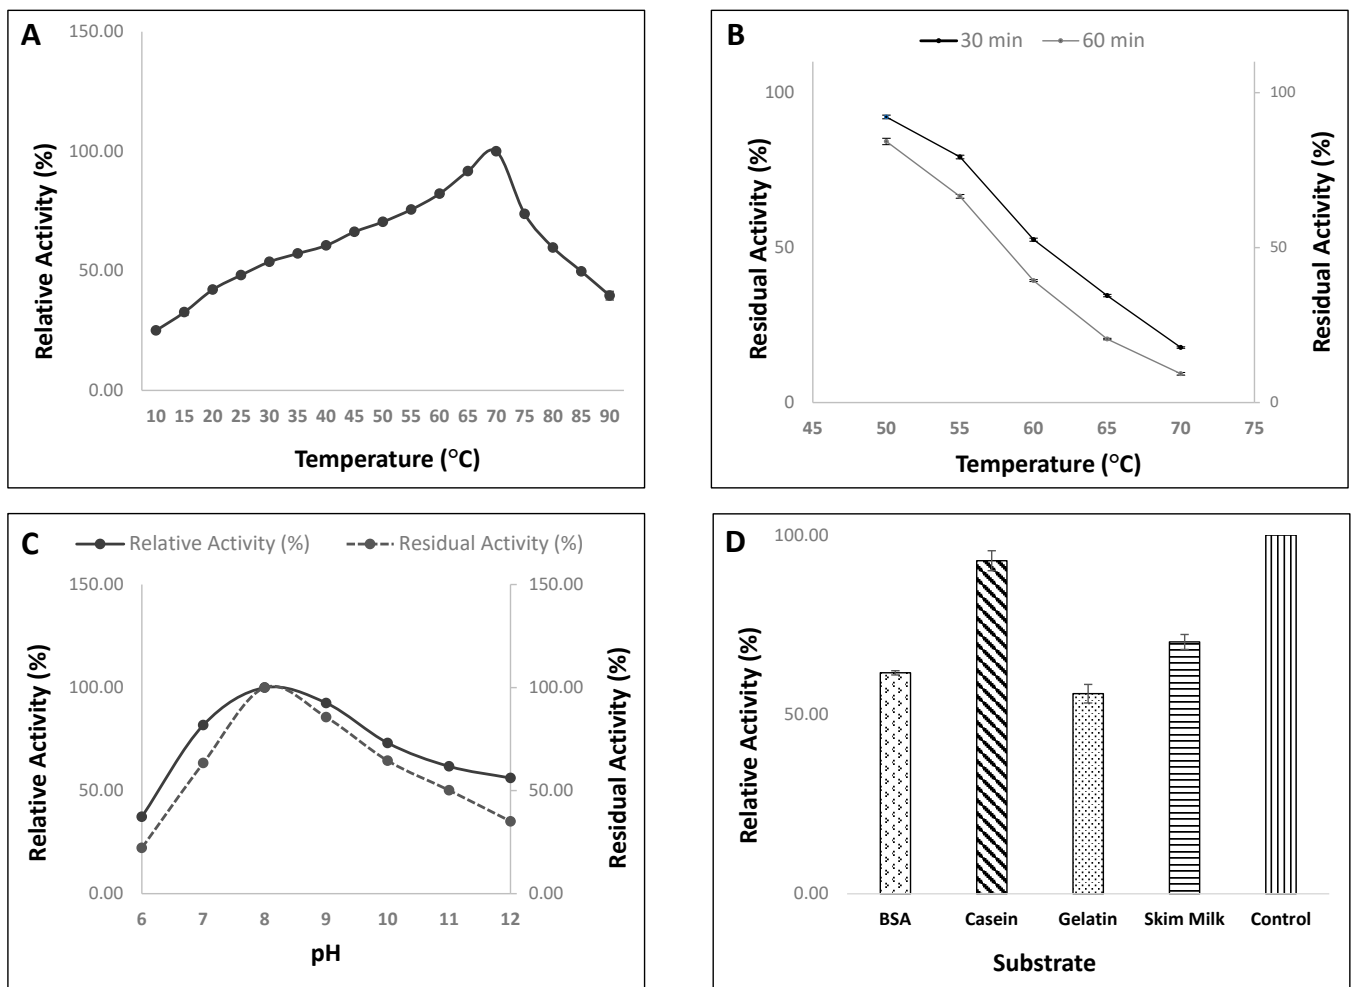 A
150.00
100.00
50.00
0.00
Relative Activity (%)
10 15 20 25 30 35 40 45 50 55 60 65 70 75 80 85 90
Temperature (°C)
B
30 min 60 min
100
50
0
Residual Activity (%)
100
50
0
Residual Activity (%)
45 50 55 60 65 70 75
Temperature (°C)
C
Relative Activity (%) Residual Activity (%)
150.00
100.00
50.00
0.00
Relative Activity (%)
150.00
100.00
50.00
0.00
Residual Activity (%)
6 7 8 9 10 11 12
pH
D
100.00
50.00
0.00
Relative Activity (%)
BSA Casein Gelatin Skim Milk Control
Substrate